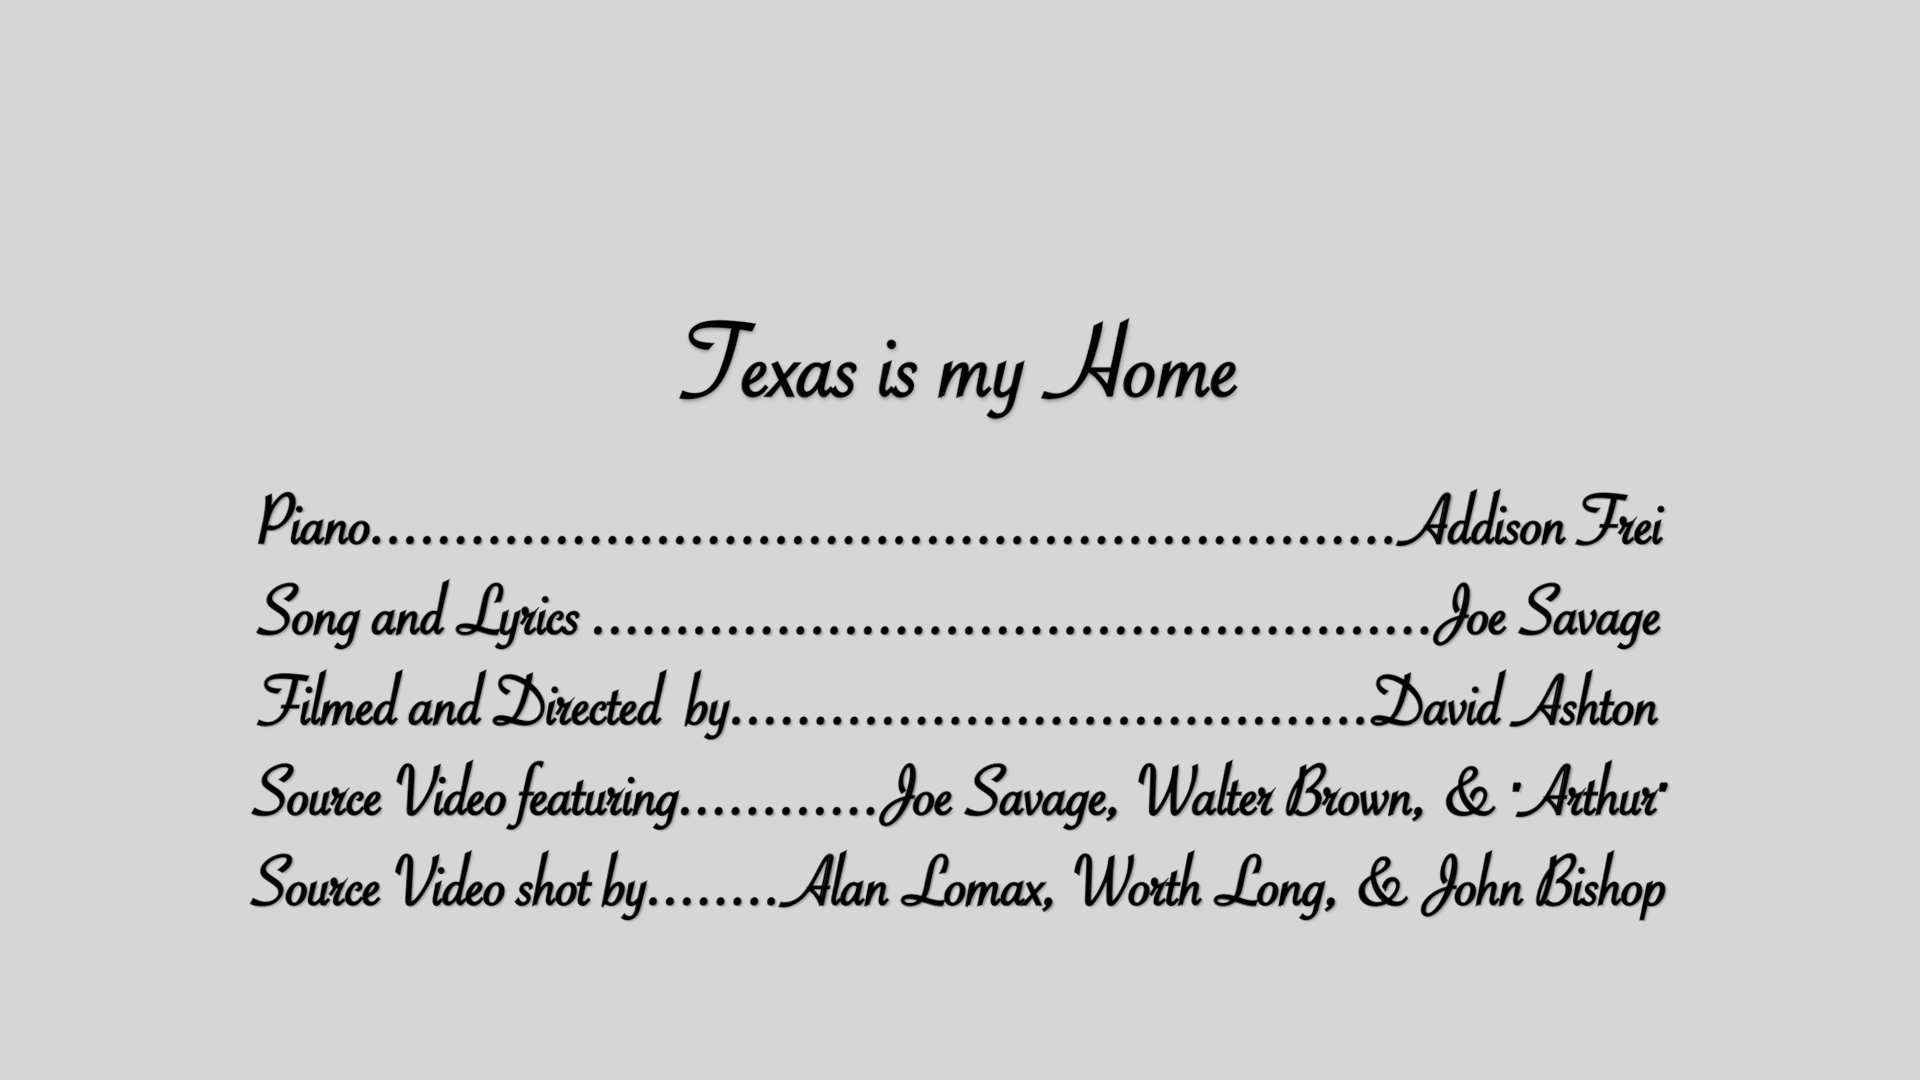 Texas is my Home
Piano.............................................................Addison Frei
Song and Lyrics ..................................................Joe Savage
Filmed and Directed  by......................................David Ashton
Source Video featuring............Joe Savage, Walter Brown, & "Arthur"
Source Video shot by........Alan Lomax, Worth Long, & John Bishop